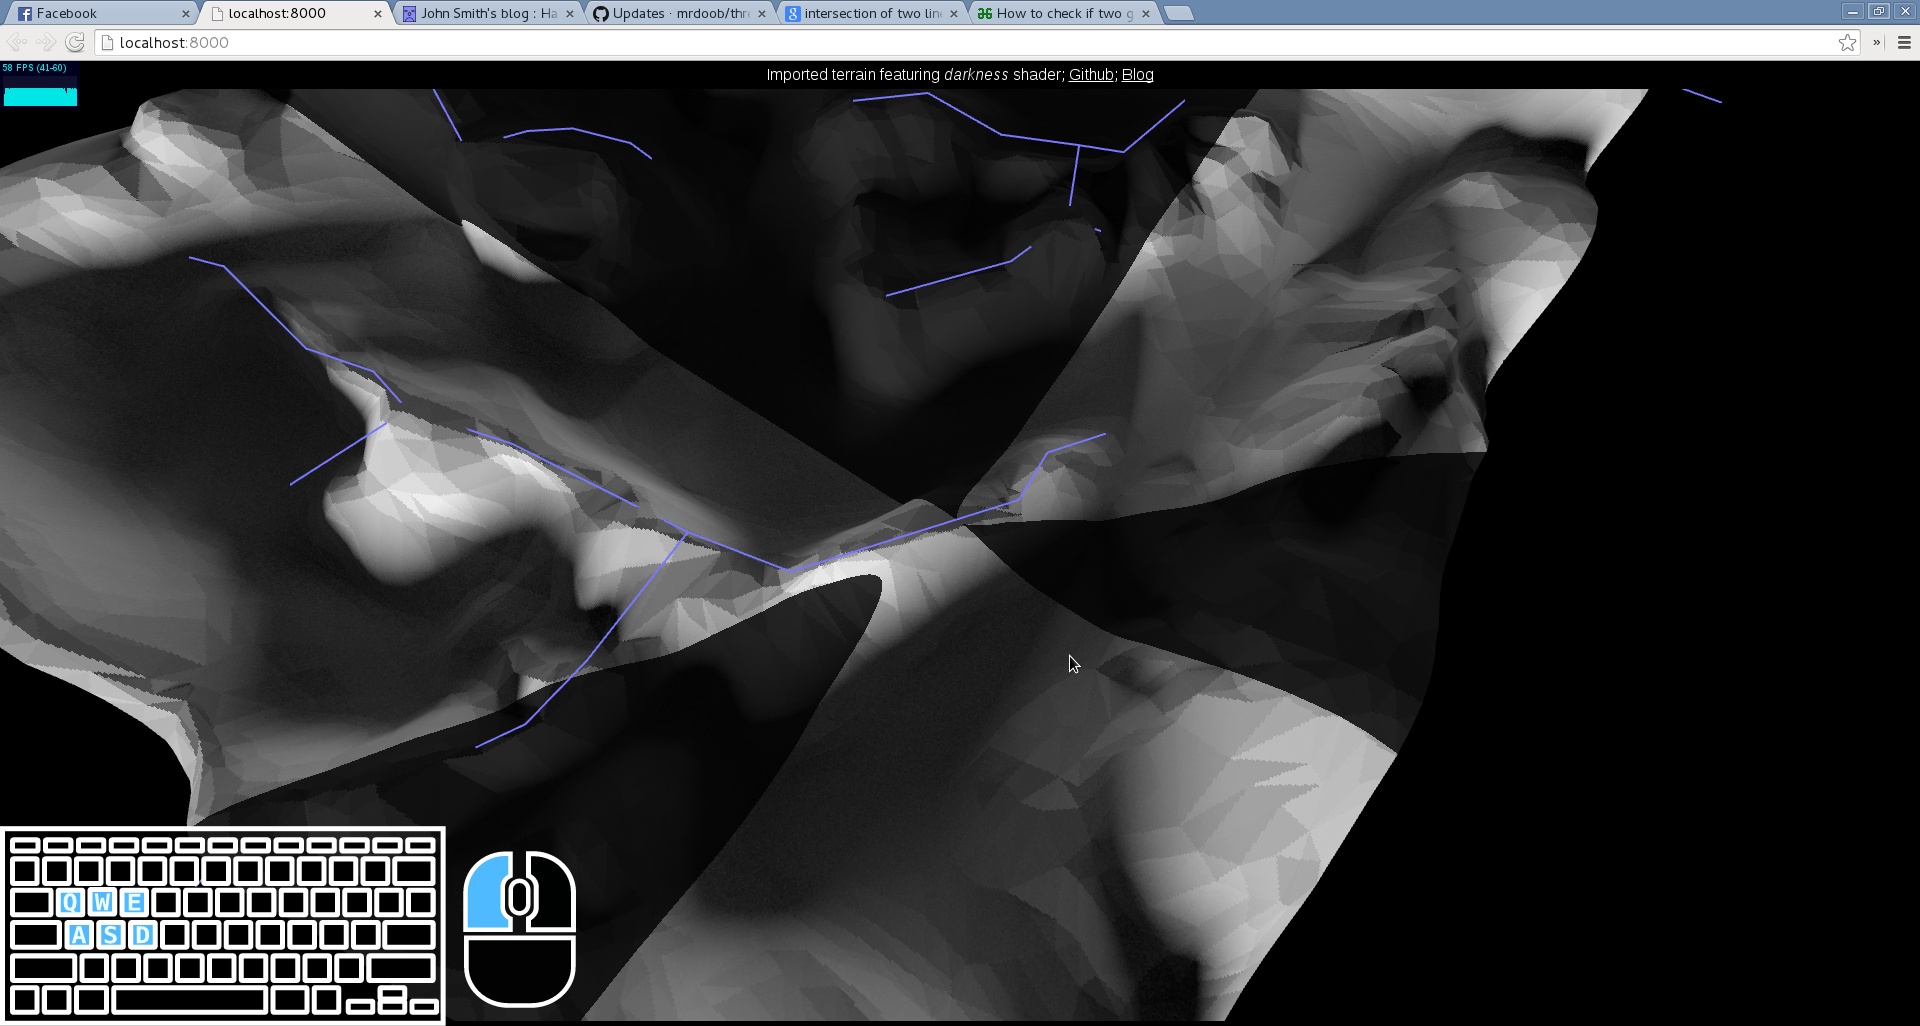 Facebook
localhost:8000
John Smith's blog : Ha
Updates · mrdoob/thr
intersection of two lin
How to check if two g
localhost:8000
»
58 FPS (41-60)
Imported terrain featuring darkness shader; Github; Blog
Q W E
A S D